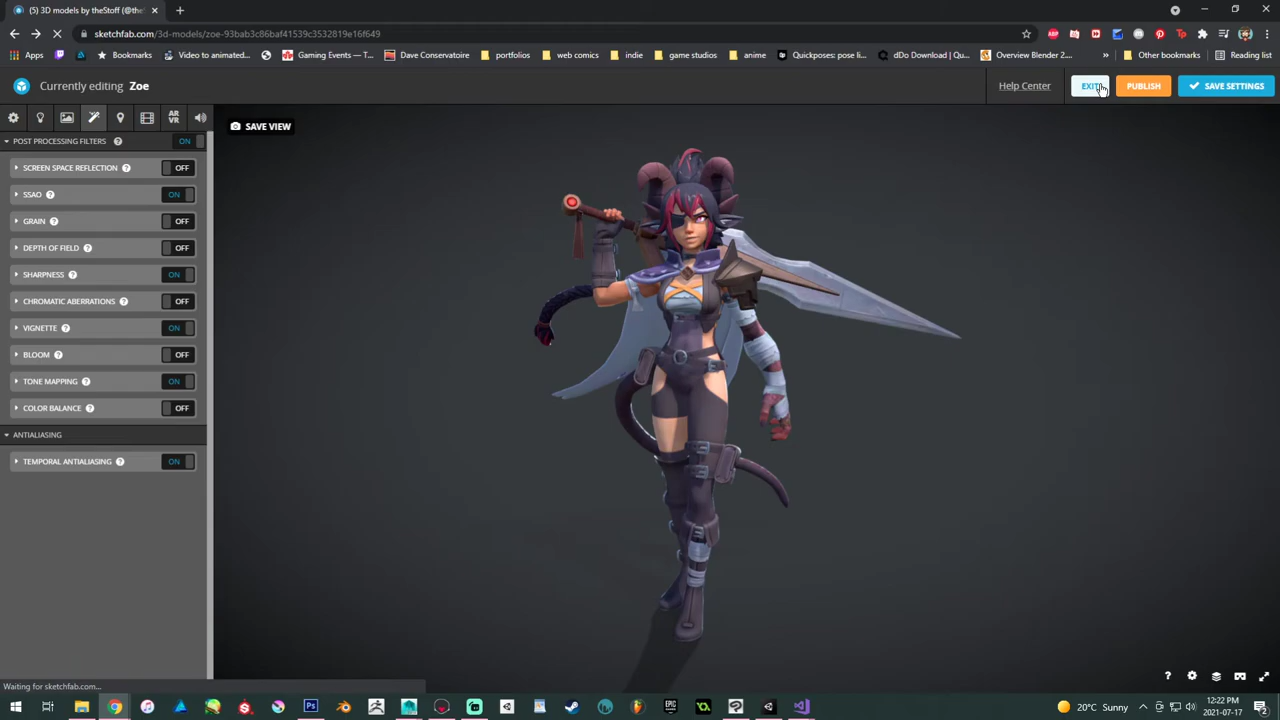 (5) 3D models by theStoff (@the
sketchfab.com/3d-models/zoe-93bab3c86baf41539c3532819e16f649
Apps
Bookmarks
Video to animated...
Gaming Events — T...
Dave Conservatoire
portfolios
web comics
indie
game studios
anime
Quickposes: pose li...
dDo Download | Qu...
Overview Blender 2....
Other bookmarks
Reading list
Currently editing Zoe
Help Center
EXIT
PUBLISH
SAVE SETTINGS
AR
VR
POST PROCESSING FILTERS ? ON
SAVE VIEW
SCREEN SPACE REFLECTION ? OFF
SSAO ? ON
GRAIN ? OFF
DEPTH OF FIELD ? OFF
SHARPNESS ? ON
CHROMATIC ABERRATIONS ? OFF
VIGNETTE ? ON
BLOOM ? OFF
TONE MAPPING ? ON
COLOR BALANCE ? OFF
ANTIALIASING
TEMPORAL ANTIALIASING ? ON
Waiting for sketchfab.com...
20°C Sunny
12:22 PM
2021-07-17